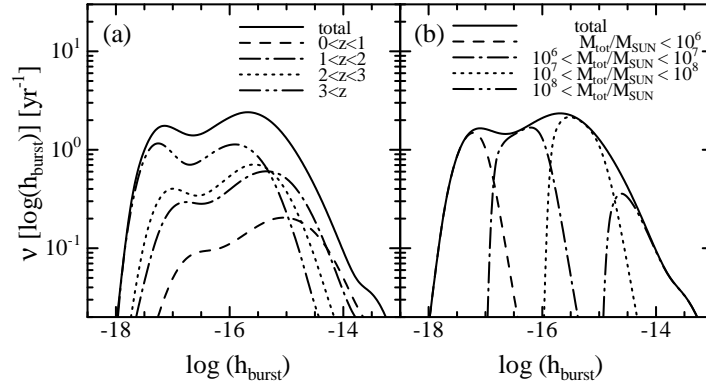 (a)
total
0<z<1
1<z<2
2<z<3
3<z
(b)
total
M_tot/M_SUN < 10^6
10^6 < M_tot/M_SUN < 10^7
10^7 < M_tot/M_SUN < 10^8
10^8 < M_tot/M_SUN
ν [log(h_burst)] [yr^-1]
10^1
10^0
10^-1
-18 -16 -14
-18 -16 -14
log (h_burst)
log (h_burst)